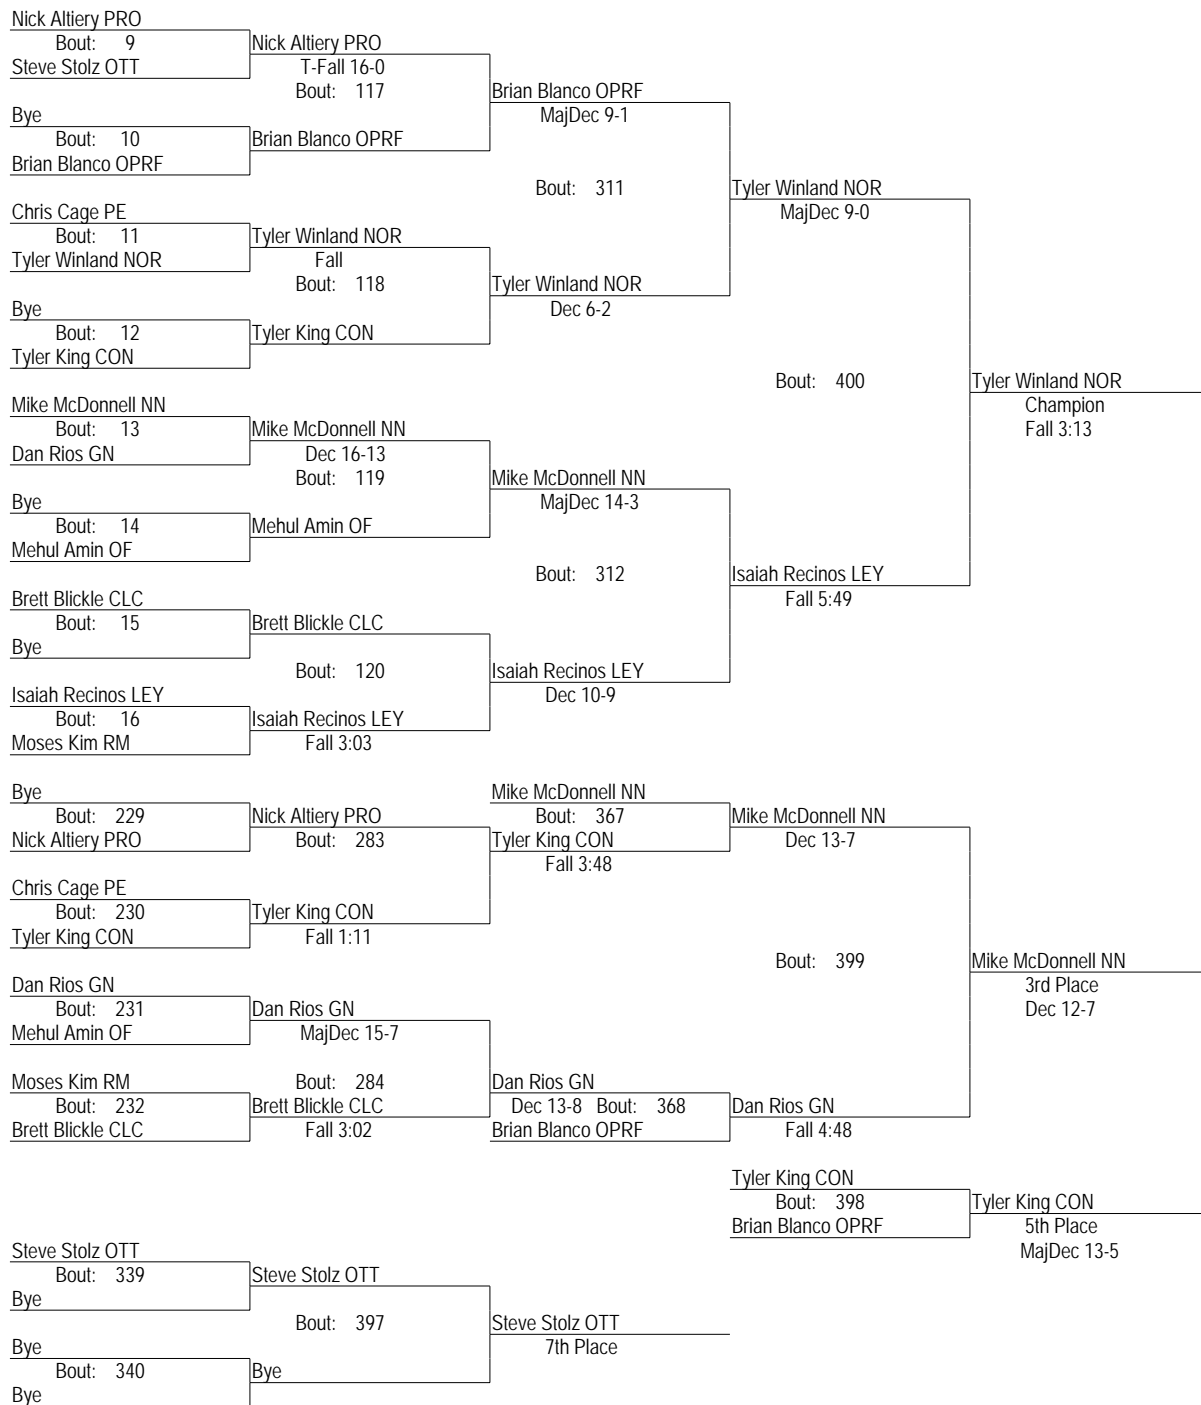 Nick Altiery PRO
Bout: 9
Steve Stolz OTT
Nick Altiery PRO
T-Fall 16-0
Bout: 117
Bye
Bout: 10
Brian Blanco OPRF
Brian Blanco OPRF
Brian Blanco OPRF
MajDec 9-1
Bout: 311
Chris Cage PE
Bout: 11
Tyler Winland NOR
Tyler Winland NOR
Fall
Bout: 118
Bye
Bout: 12
Tyler King CON
Tyler King CON
Tyler Winland NOR
Dec 6-2
Tyler Winland NOR
MajDec 9-0
Bout: 400
Tyler Winland NOR
Champion
Fall 3:13
Mike McDonnell NN
Bout: 13
Dan Rios GN
Mike McDonnell NN
Dec 16-13
Bout: 119
Bye
Bout: 14
Mehul Amin OF
Mehul Amin OF
Mike McDonnell NN
MajDec 14-3
Bout: 312
Brett Blickle CLC
Bout: 15
Bye
Brett Blickle CLC
Bout: 120
Isaiah Recinos LEY
Bout: 16
Moses Kim RM
Isaiah Recinos LEY
Fall 3:03
Isaiah Recinos LEY
Dec 10-9
Isaiah Recinos LEY
Fall 5:49
Bye
Bout: 229
Nick Altiery PRO
Nick Altiery PRO
Bout: 283
Chris Cage PE
Bout: 230
Tyler King CON
Tyler King CON
Fall 1:11
Mike McDonnell NN
Bout: 367
Tyler King CON
Fall 3:48
Mike McDonnell NN
Dec 13-7
Bout: 399
Mike McDonnell NN
3rd Place
Dec 12-7
Dan Rios GN
Bout: 231
Mehul Amin OF
Dan Rios GN
MajDec 15-7
Bout: 284
Moses Kim RM
Bout: 232
Brett Blickle CLC
Brett Blickle CLC
Fall 3:02
Dan Rios GN
Dec 13-8 Bout: 368
Brian Blanco OPRF
Dan Rios GN
Fall 4:48
Tyler King CON
Bout: 398
Brian Blanco OPRF
Tyler King CON
5th Place
MajDec 13-5
Steve Stolz OTT
Bout: 339
Bye
Steve Stolz OTT
Bout: 397
Bye
Bout: 340
Bye
Bye
Steve Stolz OTT
7th Place